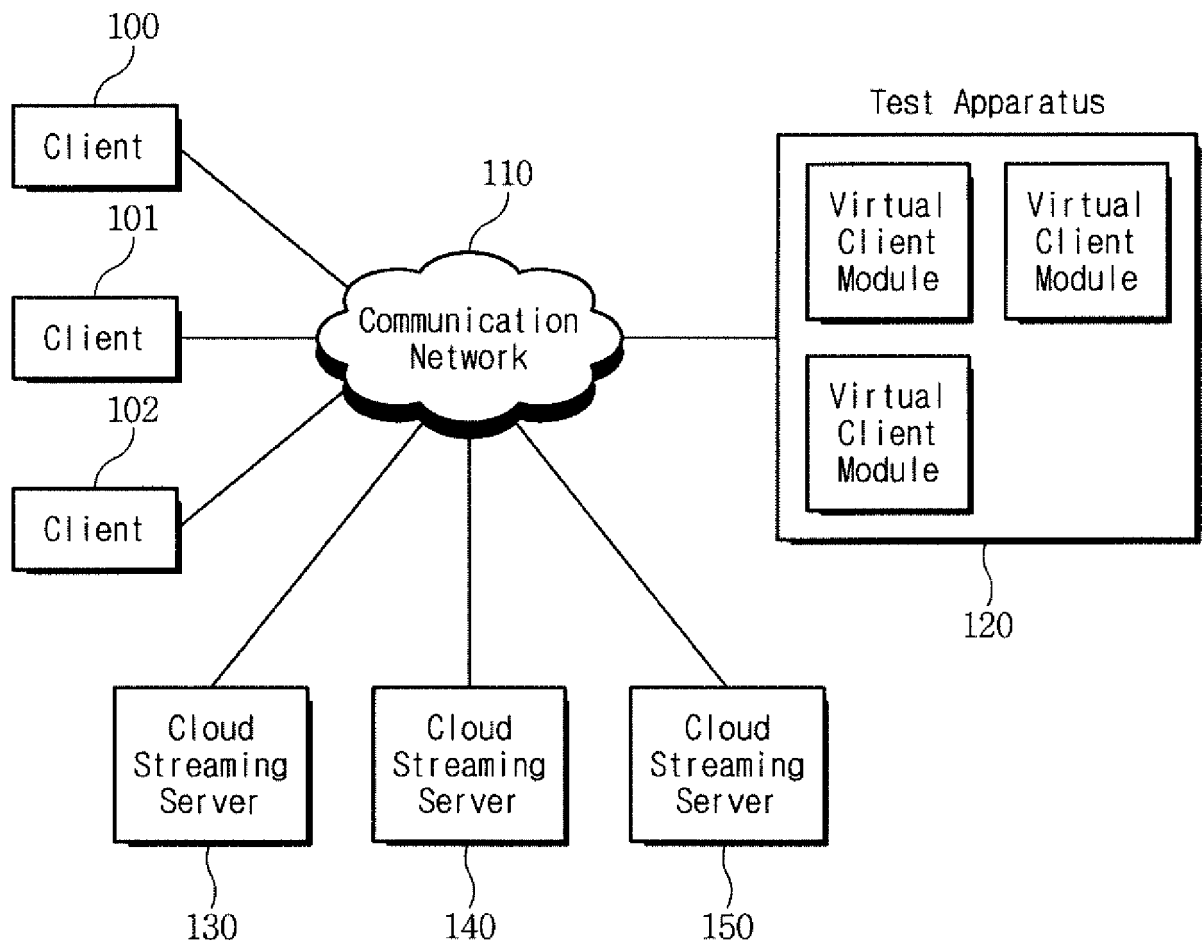 100
Client
101
Client
102
Client
110
Communication
Network
Test Apparatus
Virtual
Client
Module
Virtual
Client
Module
Virtual
Client
Module
120
Cloud
Streaming
Server
130
Cloud
Streaming
Server
140
Cloud
Streaming
Server
150